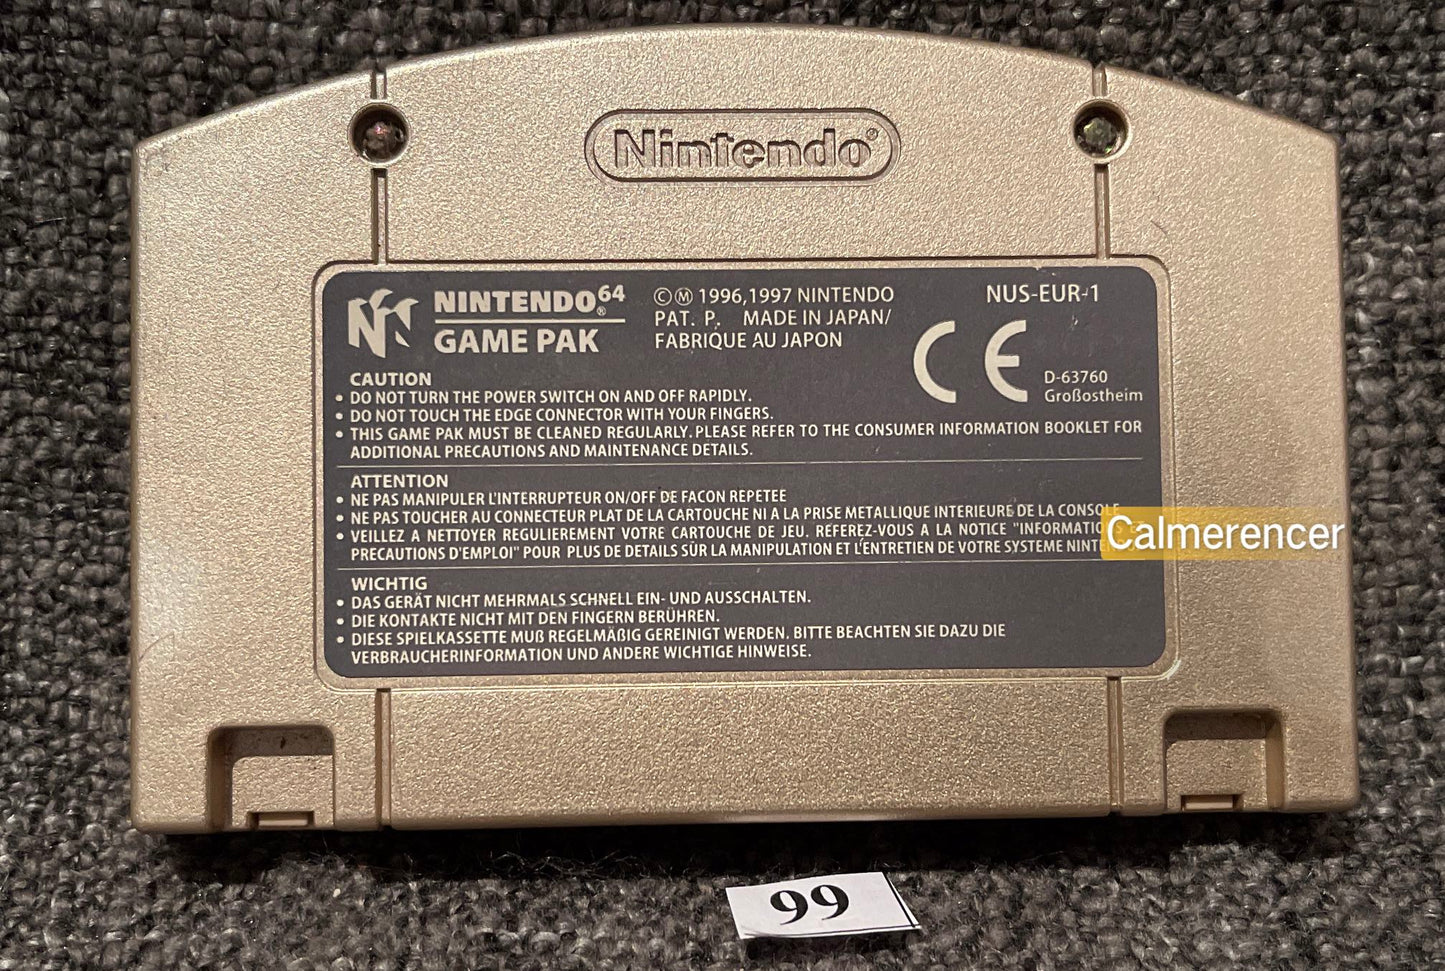 Nintendo®
NINTENDO64®
GAME PAK
ⒸⓂ 1996,1997 NINTENDO
PAT. P. MADE IN JAPAN/
FABRIQUE AU JAPON
NUS-EUR-1
CE
D-63760
Großostheim
CAUTION
• DO NOT TURN THE POWER SWITCH ON AND OFF RAPIDLY.
• DO NOT TOUCH THE EDGE CONNECTOR WITH YOUR FINGERS.
• THIS GAME PAK MUST BE CLEANED REGULARLY. PLEASE REFER TO THE CONSUMER INFORMATION BOOKLET FOR
ADDITIONAL PRECAUTIONS AND MAINTENANCE DETAILS.
ATTENTION
• NE PAS MANIPULER L'INTERRUPTEUR ON/OFF DE FACON REPETEE
• NE PAS TOUCHER AU CONNECTEUR PLAT DE LA CARTOUCHE NI A LA PRISE METALLIQUE INTERIEURE DE LA CONSOLE
• VEILLEZ A NETTOYER REGULIEREMENT VOTRE CARTOUCHE DE JEU. RÉFEREZ-VOUS A LA NOTICE "INFORMATIONS ET
PRECAUTIONS D'EMPLOI" POUR PLUS DE DETAILS SÜR LA MANIPULATION ET L'ENTRETIEN DE VOTRE SYSTEME
Calmerencer
WICHTIG
• DAS GERÄT NICHT MEHRMALS SCHNELL EIN- UND AUSSCHALTEN.
• DIE KONTAKTE NICHT MIT DEN FINGERN BERÜHREN.
• DIESE SPIELKASSETTE MUß REGELMÄßIG GEREINIGT WERDEN. BITTE BEACHTEN SIE DAZU DIE
VERBRAUCHERINFORMATION UND ANDERE WICHTIGE HINWEISE.
99